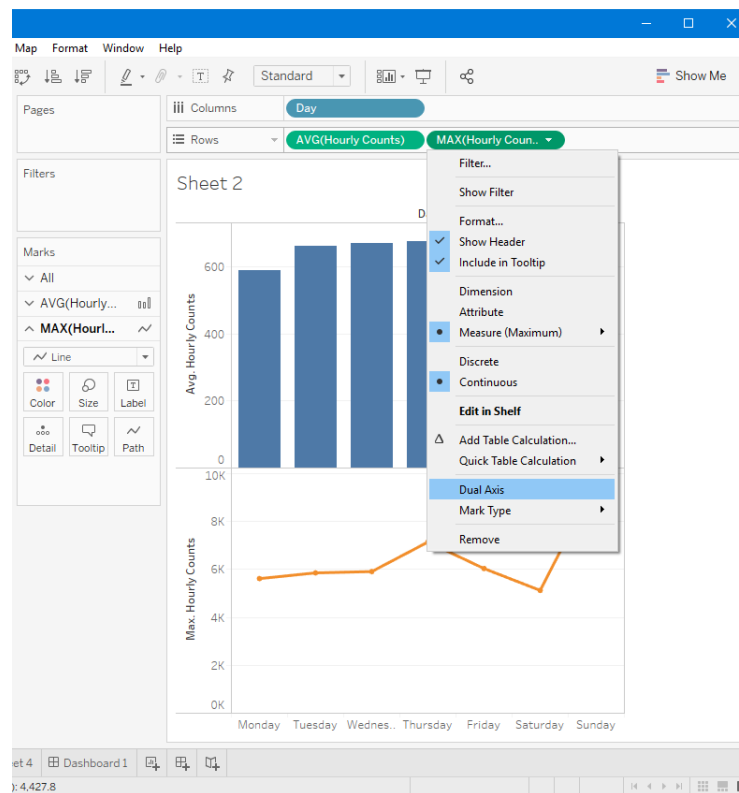 Map Format Window Help
Standard
Show Me
Pages
Columns
Day
Rows
AVG(Hourly Counts)
MAX(Hourly Coun..
Filters
Sheet 2
D
Filter...
Show Filter
Format...
Show Header
Include in Tooltip
Dimension
Attribute
Measure (Maximum)
Discrete
Continuous
Edit in Shelf
Add Table Calculation...
Quick Table Calculation
Dual Axis
Mark Type
Remove
Marks
All
AVG(Hourly...
MAX(Hourl...
Line
Color Size Label
Detail Tooltip Path
Avg. Hourly Counts
600
400
200
0
Max. Hourly Counts
10K
8K
6K
4K
2K
0K
Monday Tuesday Wednes.. Thursday Friday Saturday Sunday
et 4 Dashboard 1
): 4,427.8